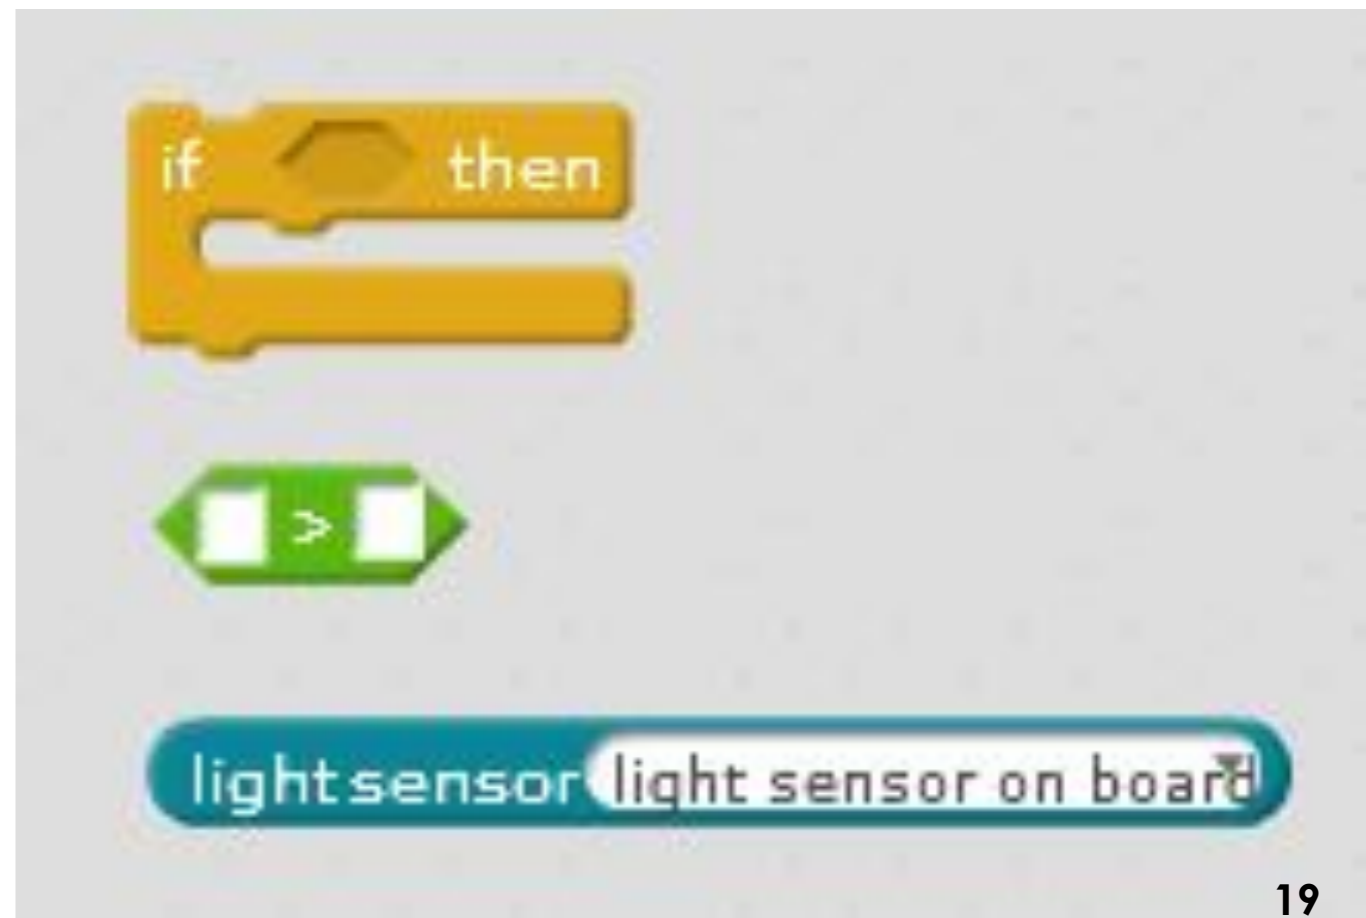 if then
>
light sensor light sensor on board
19